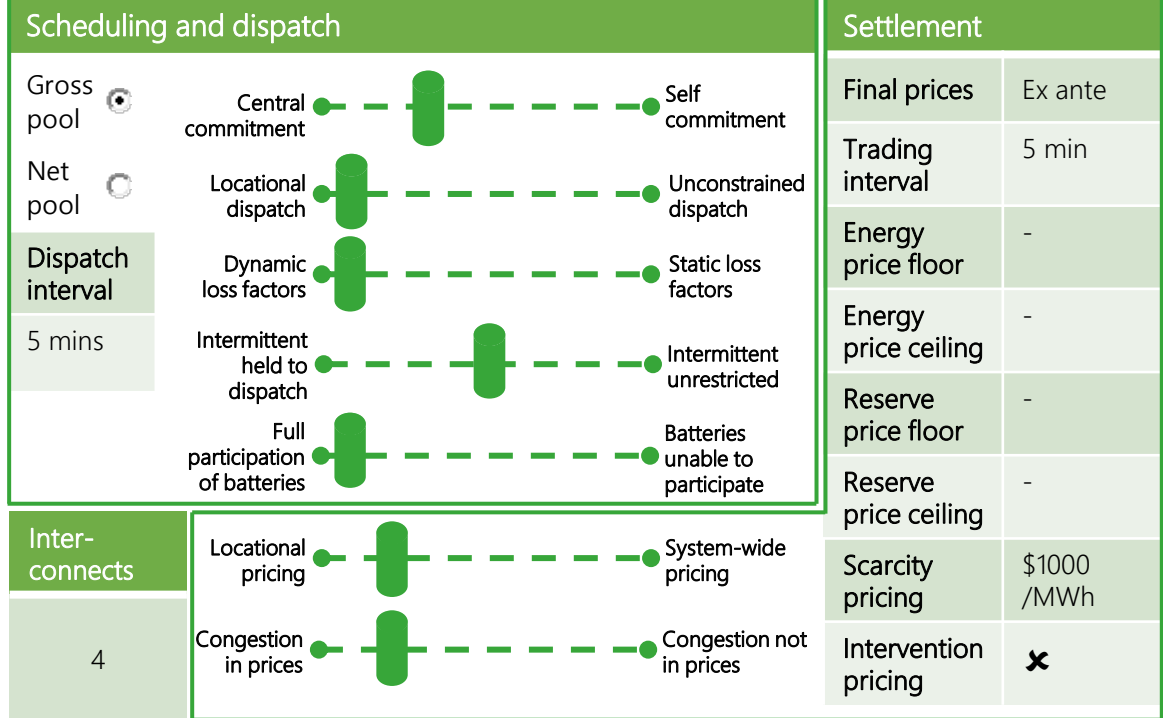 Scheduling and dispatch
Gross
pool
Net
pool
Dispatch
interval
5 mins
Central
commitment
Self
commitment
Locational
dispatch
Unconstrained
dispatch
Dynamic
loss factors
Static loss
factors
Intermittent
held to
dispatch
Intermittent
unrestricted
Full
participation
of batteries
Batteries
unable to
participate
Inter-
connects
4
Locational
pricing
System-wide
pricing
Congestion
in prices
Congestion not
in prices
Settlement
Final prices
Ex ante
Trading
interval
5 min
Energy
price floor
-
Energy
price ceiling
-
Reserve
price floor
-
Reserve
price ceiling
-
Scarcity
pricing
$1000
/MWh
Intervention
pricing
✘